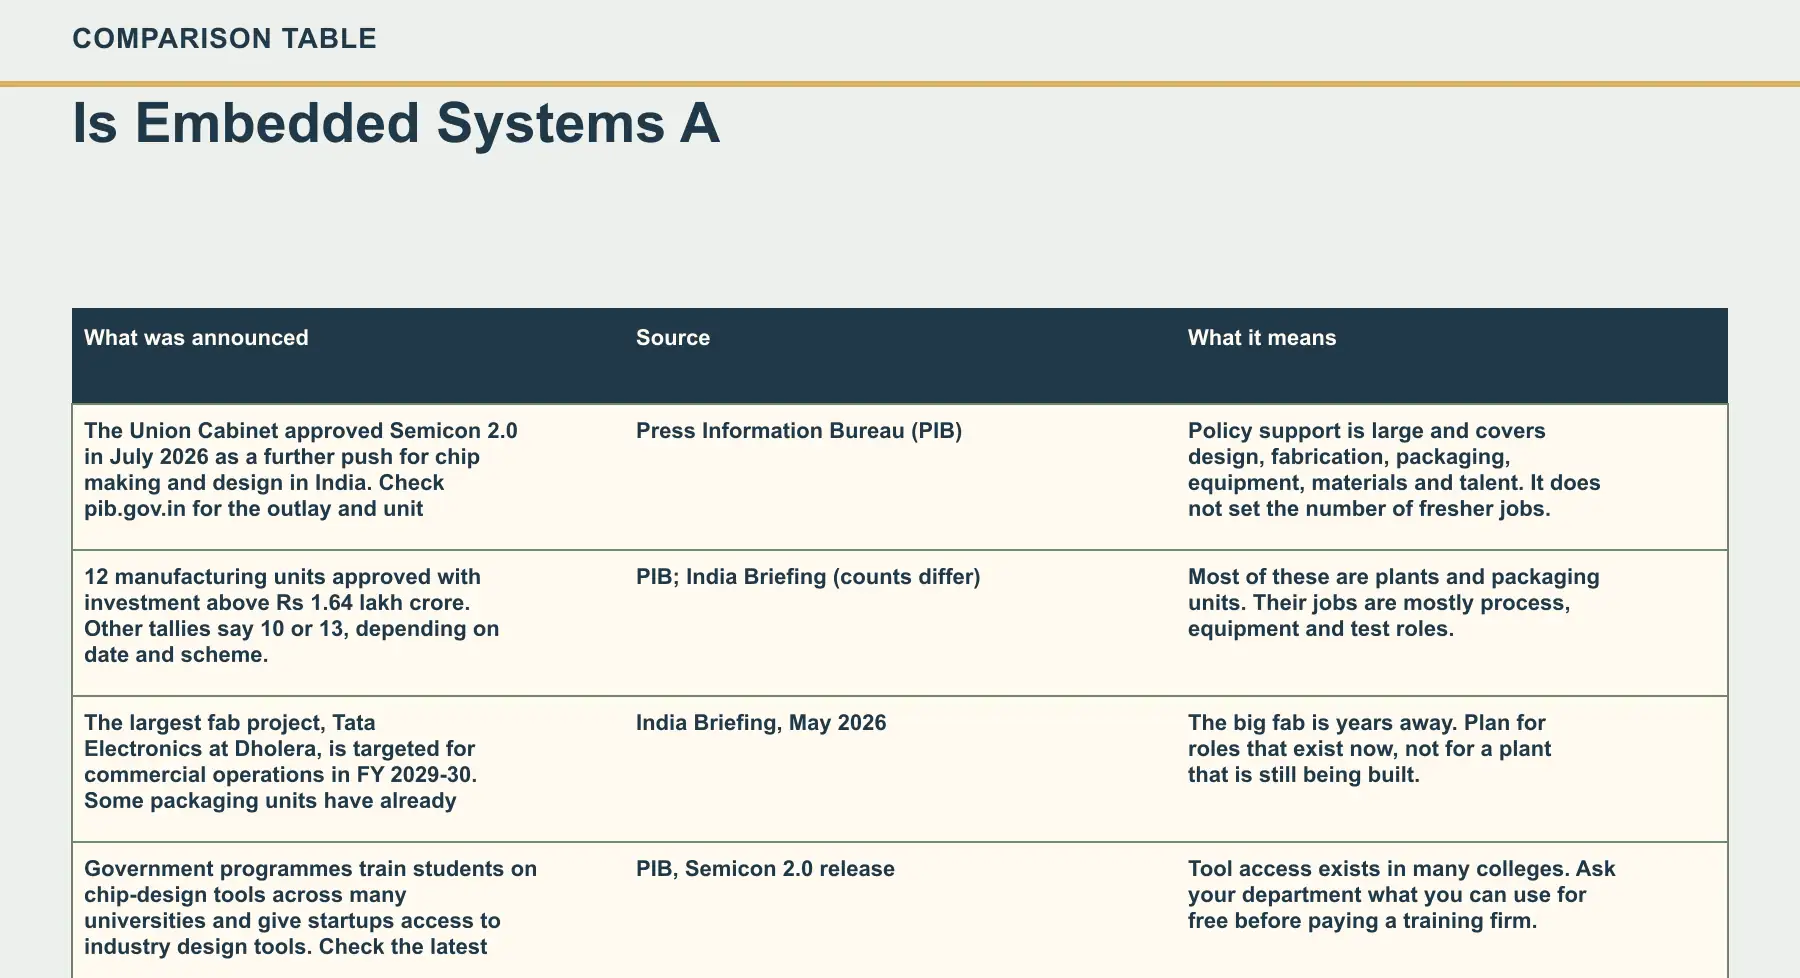 COMPARISON TABLE
Is Embedded Systems A
What was announced
Source
What it means
The Union Cabinet approved Semicon 2.0
in July 2026 as a further push for chip
making and design in India. Check
pib.gov.in for the outlay and unit
Press Information Bureau (PIB)
Policy support is large and covers
design, fabrication, packaging,
equipment, materials and talent. It does
not set the number of fresher jobs.
12 manufacturing units approved with
investment above Rs 1.64 lakh crore.
Other tallies say 10 or 13, depending on
date and scheme.
PIB; India Briefing (counts differ)
Most of these are plants and packaging
units. Their jobs are mostly process,
equipment and test roles.
The largest fab project, Tata
Electronics at Dholera, is targeted for
commercial operations in FY 2029-30.
Some packaging units have already
India Briefing, May 2026
The big fab is years away. Plan for
roles that exist now, not for a plant
that is still being built.
Government programmes train students on
chip-design tools across many
universities and give startups access to
industry design tools. Check the latest
PIB, Semicon 2.0 release
Tool access exists in many colleges. Ask
your department what you can use for
free before paying a training firm.